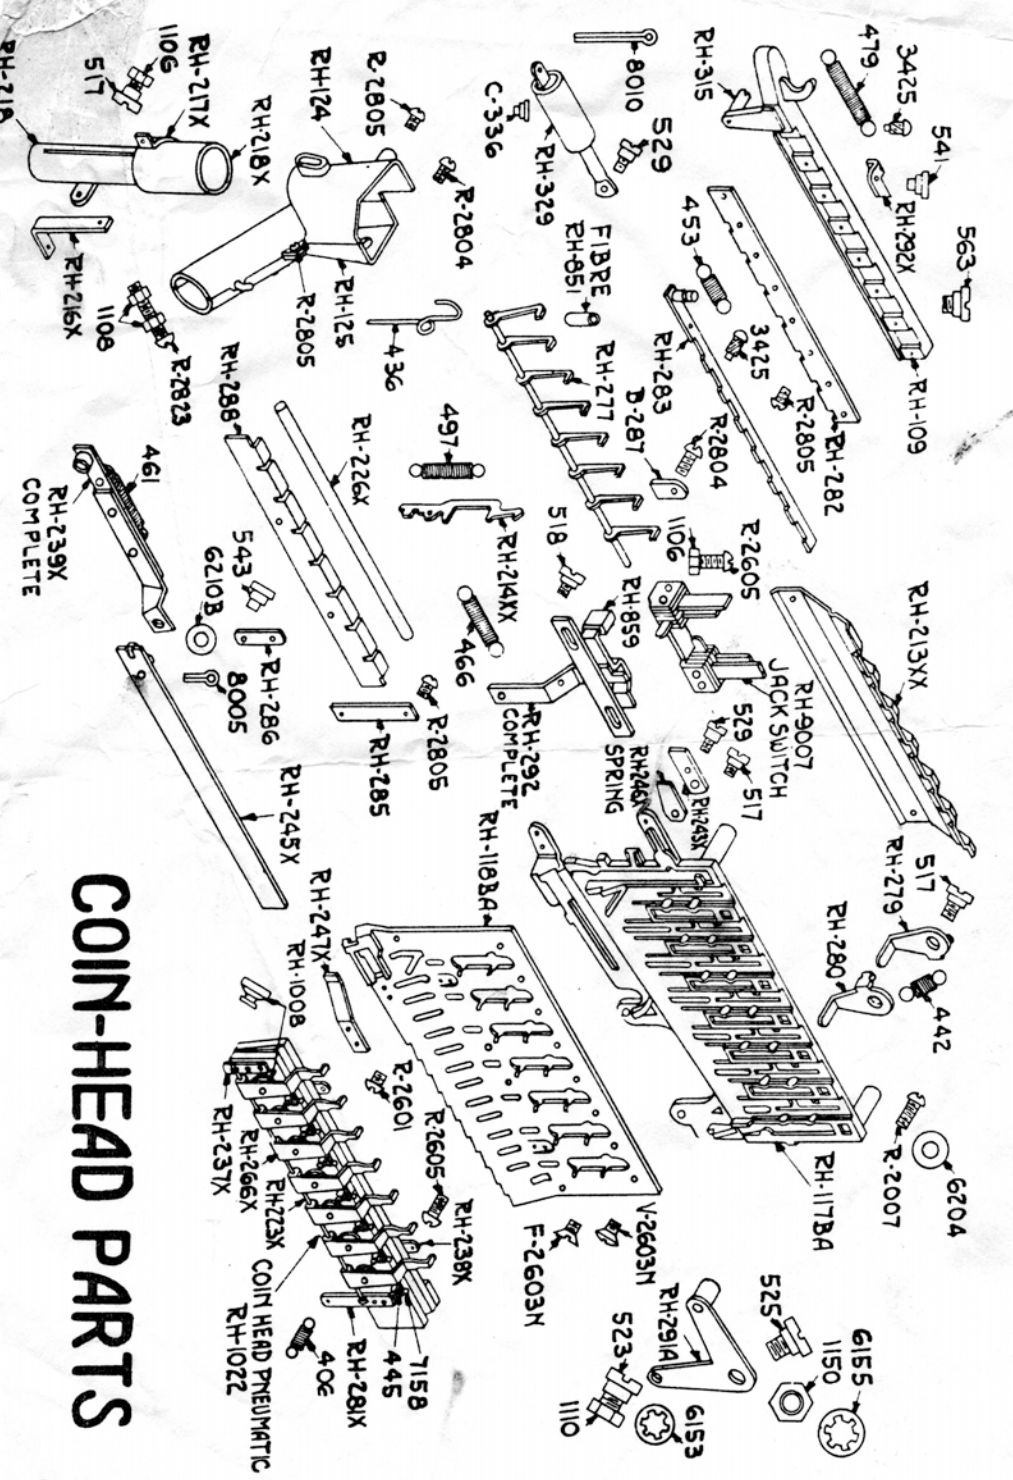 COIN-HEAD PARTS
479
3425
541
563
RH-315
RH-292X
RH-109
8010
529
C-336
RH-329
453
3425
R-2805
RH-282
RH-283
FIBRE
RH-851
RH-277
B-287
R-2804
1106
R-2605
RH-213XX
R-2805
RH-124
R-2804
RH-125
R-2805
436
RH-217X
1106
517
RH-218X
RH-216X
1108
R-2823
RH-288
RH-226X
497
RH-214XX
466
518
RH-859
RH-9007
JACK SWITCH
529
517
RH-292
COMPLETE
SPRING
RH-246X
RH-243X
461
RH-239X
COMPLETE
543
6210B
RH-286
8005
R-2805
RH-285
RH-245X
RH-118BA
RH-247X
RH-1008
R-2601
517
RH-279
RH-280
442
R-2007
6204
RH-117BA
R-2605
RH-238X
V-2603N
F-2603N
RH-237X
RH-266X
RH-223X
COIN HEAD PNEUMATIC
RH-1022
406
RH-281X
445
7158
RH-291A
525
1150
6155
523
1110
6153